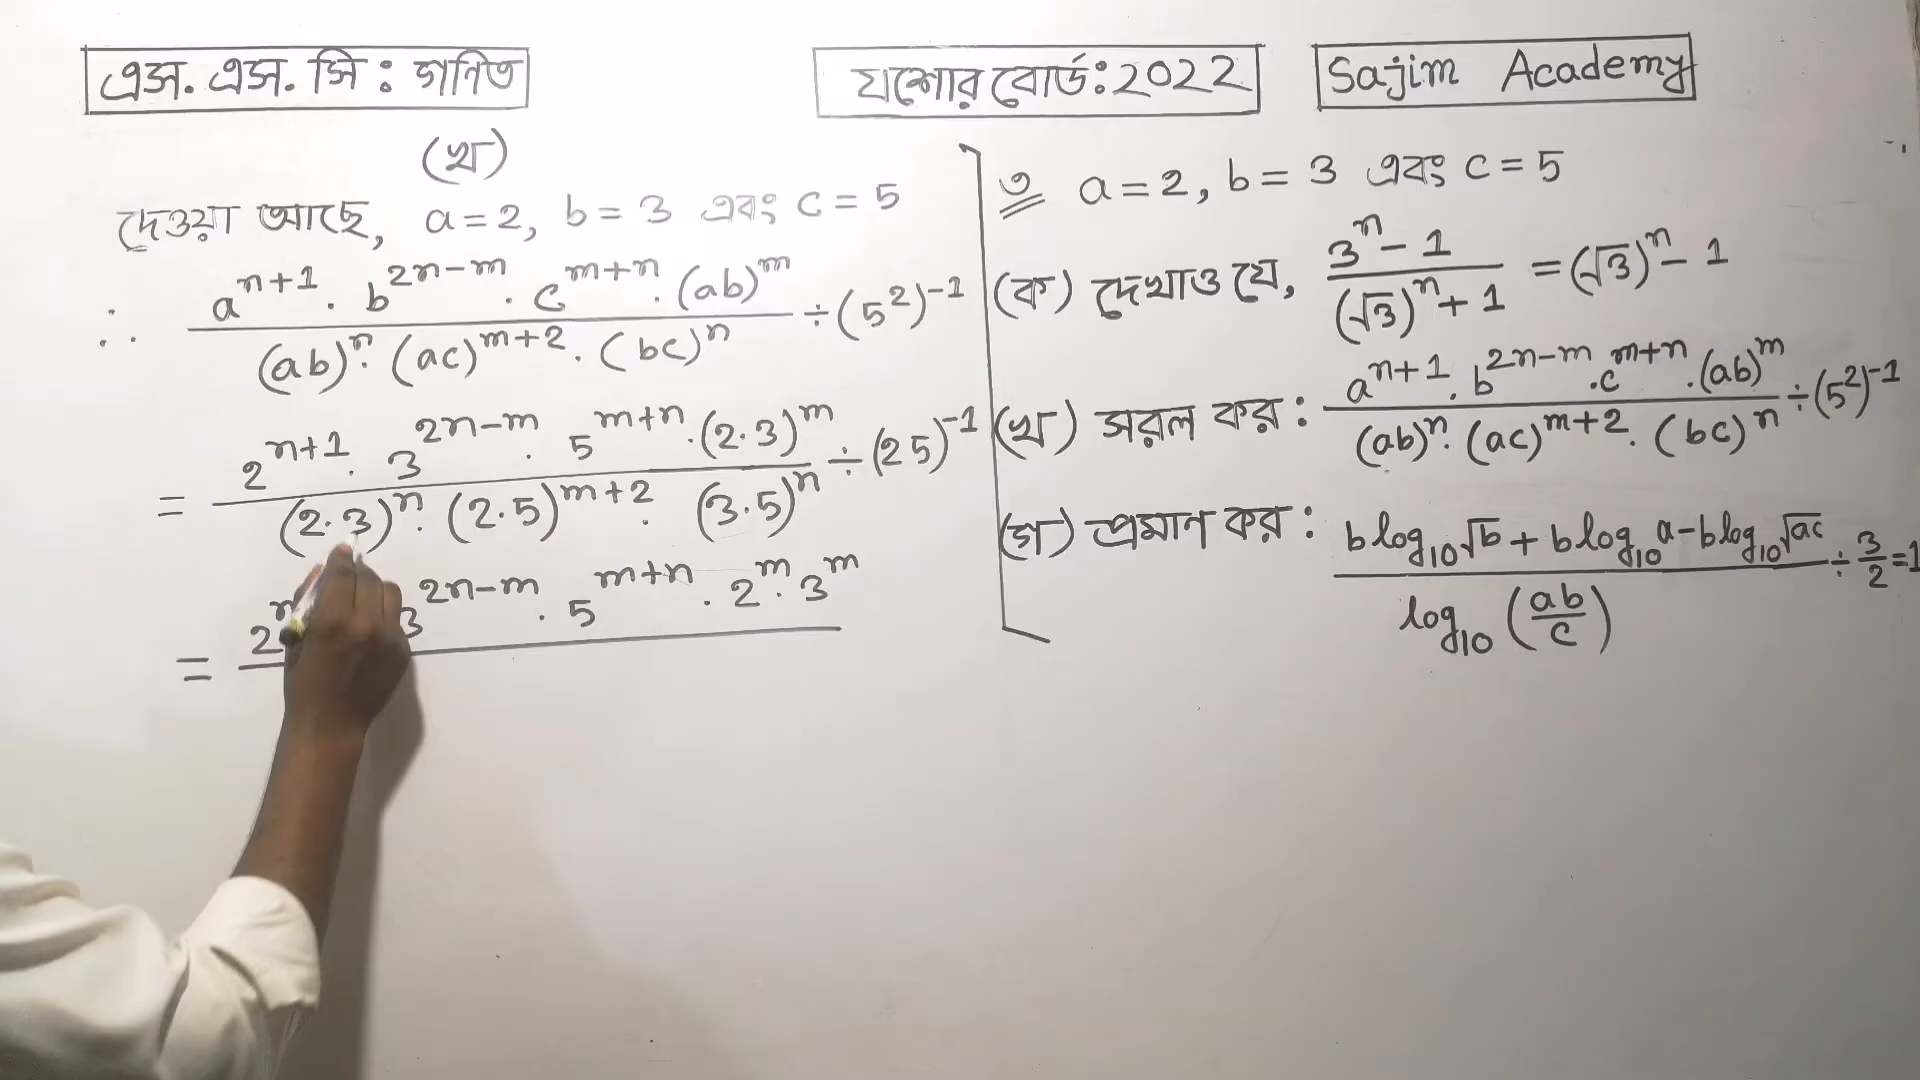 এস. এস. সি : গনিত
যশোর বোর্ড: ২০২২
Sajim Academy
(খ)
দেওয়া আছে, a = 2, b = 3 এবং c = 5
∴ a^{n+1} . b^{2n-m} . c^{m+n} . (ab)^m / (ab)^n . (ac)^{m+2} . (bc)^n ÷ (5^2)^{-1}
= 2^{n+1} . 3^{2n-m} . 5^{m+n} . (2.3)^m / (2.3)^n . (2.5)^{m+2} . (3.5)^n ÷ (25)^{-1}
= 2 3^{2n-m} . 5^{m+n} . 2^m . 3^m
৩ a = 2, b = 3 এবং c = 5
(ক) দেখাও যে, 3^n - 1 / (√3)^n + 1 = (√3)^n - 1
(খ) সরল কর : a^{n+1} . b^{2n-m} . c^{m+n} . (ab)^m / (ab)^n . (ac)^{m+2} . (bc)^n ÷ (5^2)^{-1}
(গ) প্রমান কর : b log_{10} √b + b log_{10} a - b log_{10} √ac / log_{10} (ab/c) ÷ 3/2 = 1